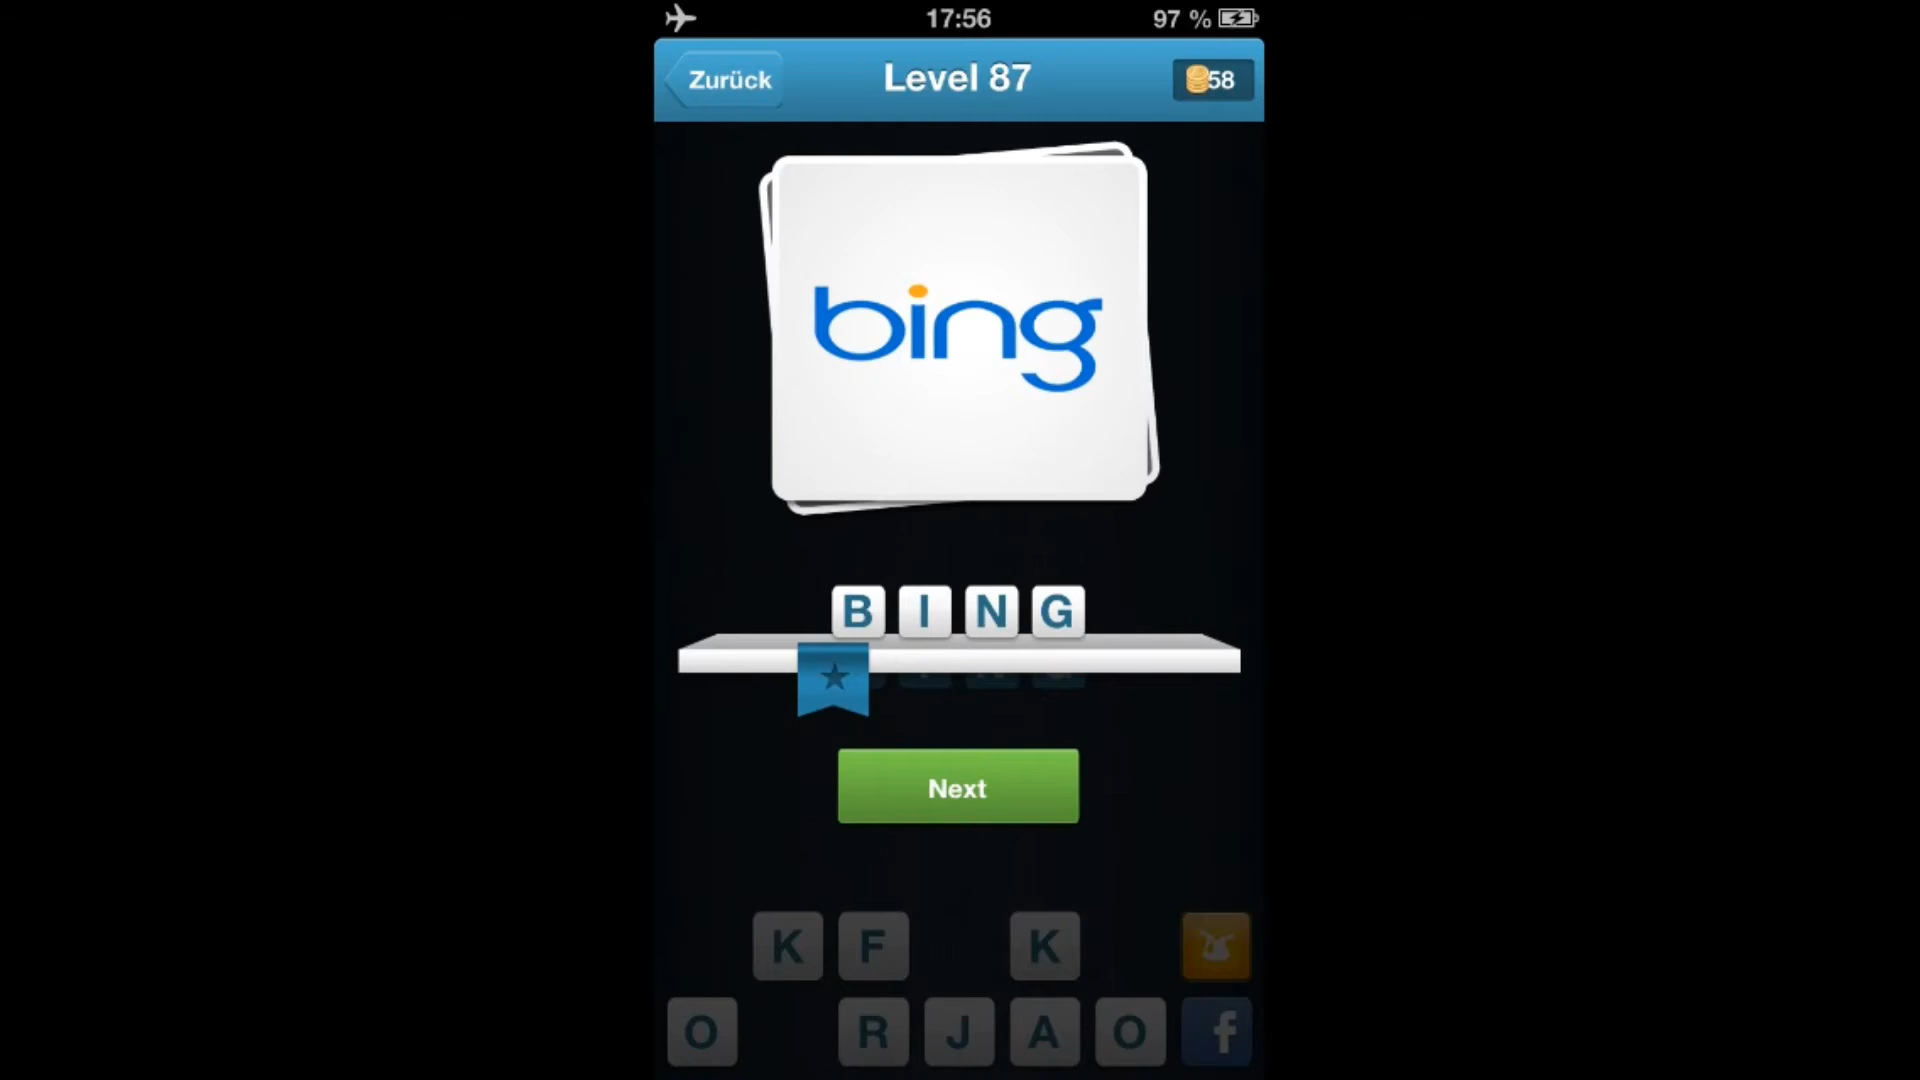 17:56
97 %
Zurück
Level 87
58
bing
B I N G
Next
K F K
O R J A O f